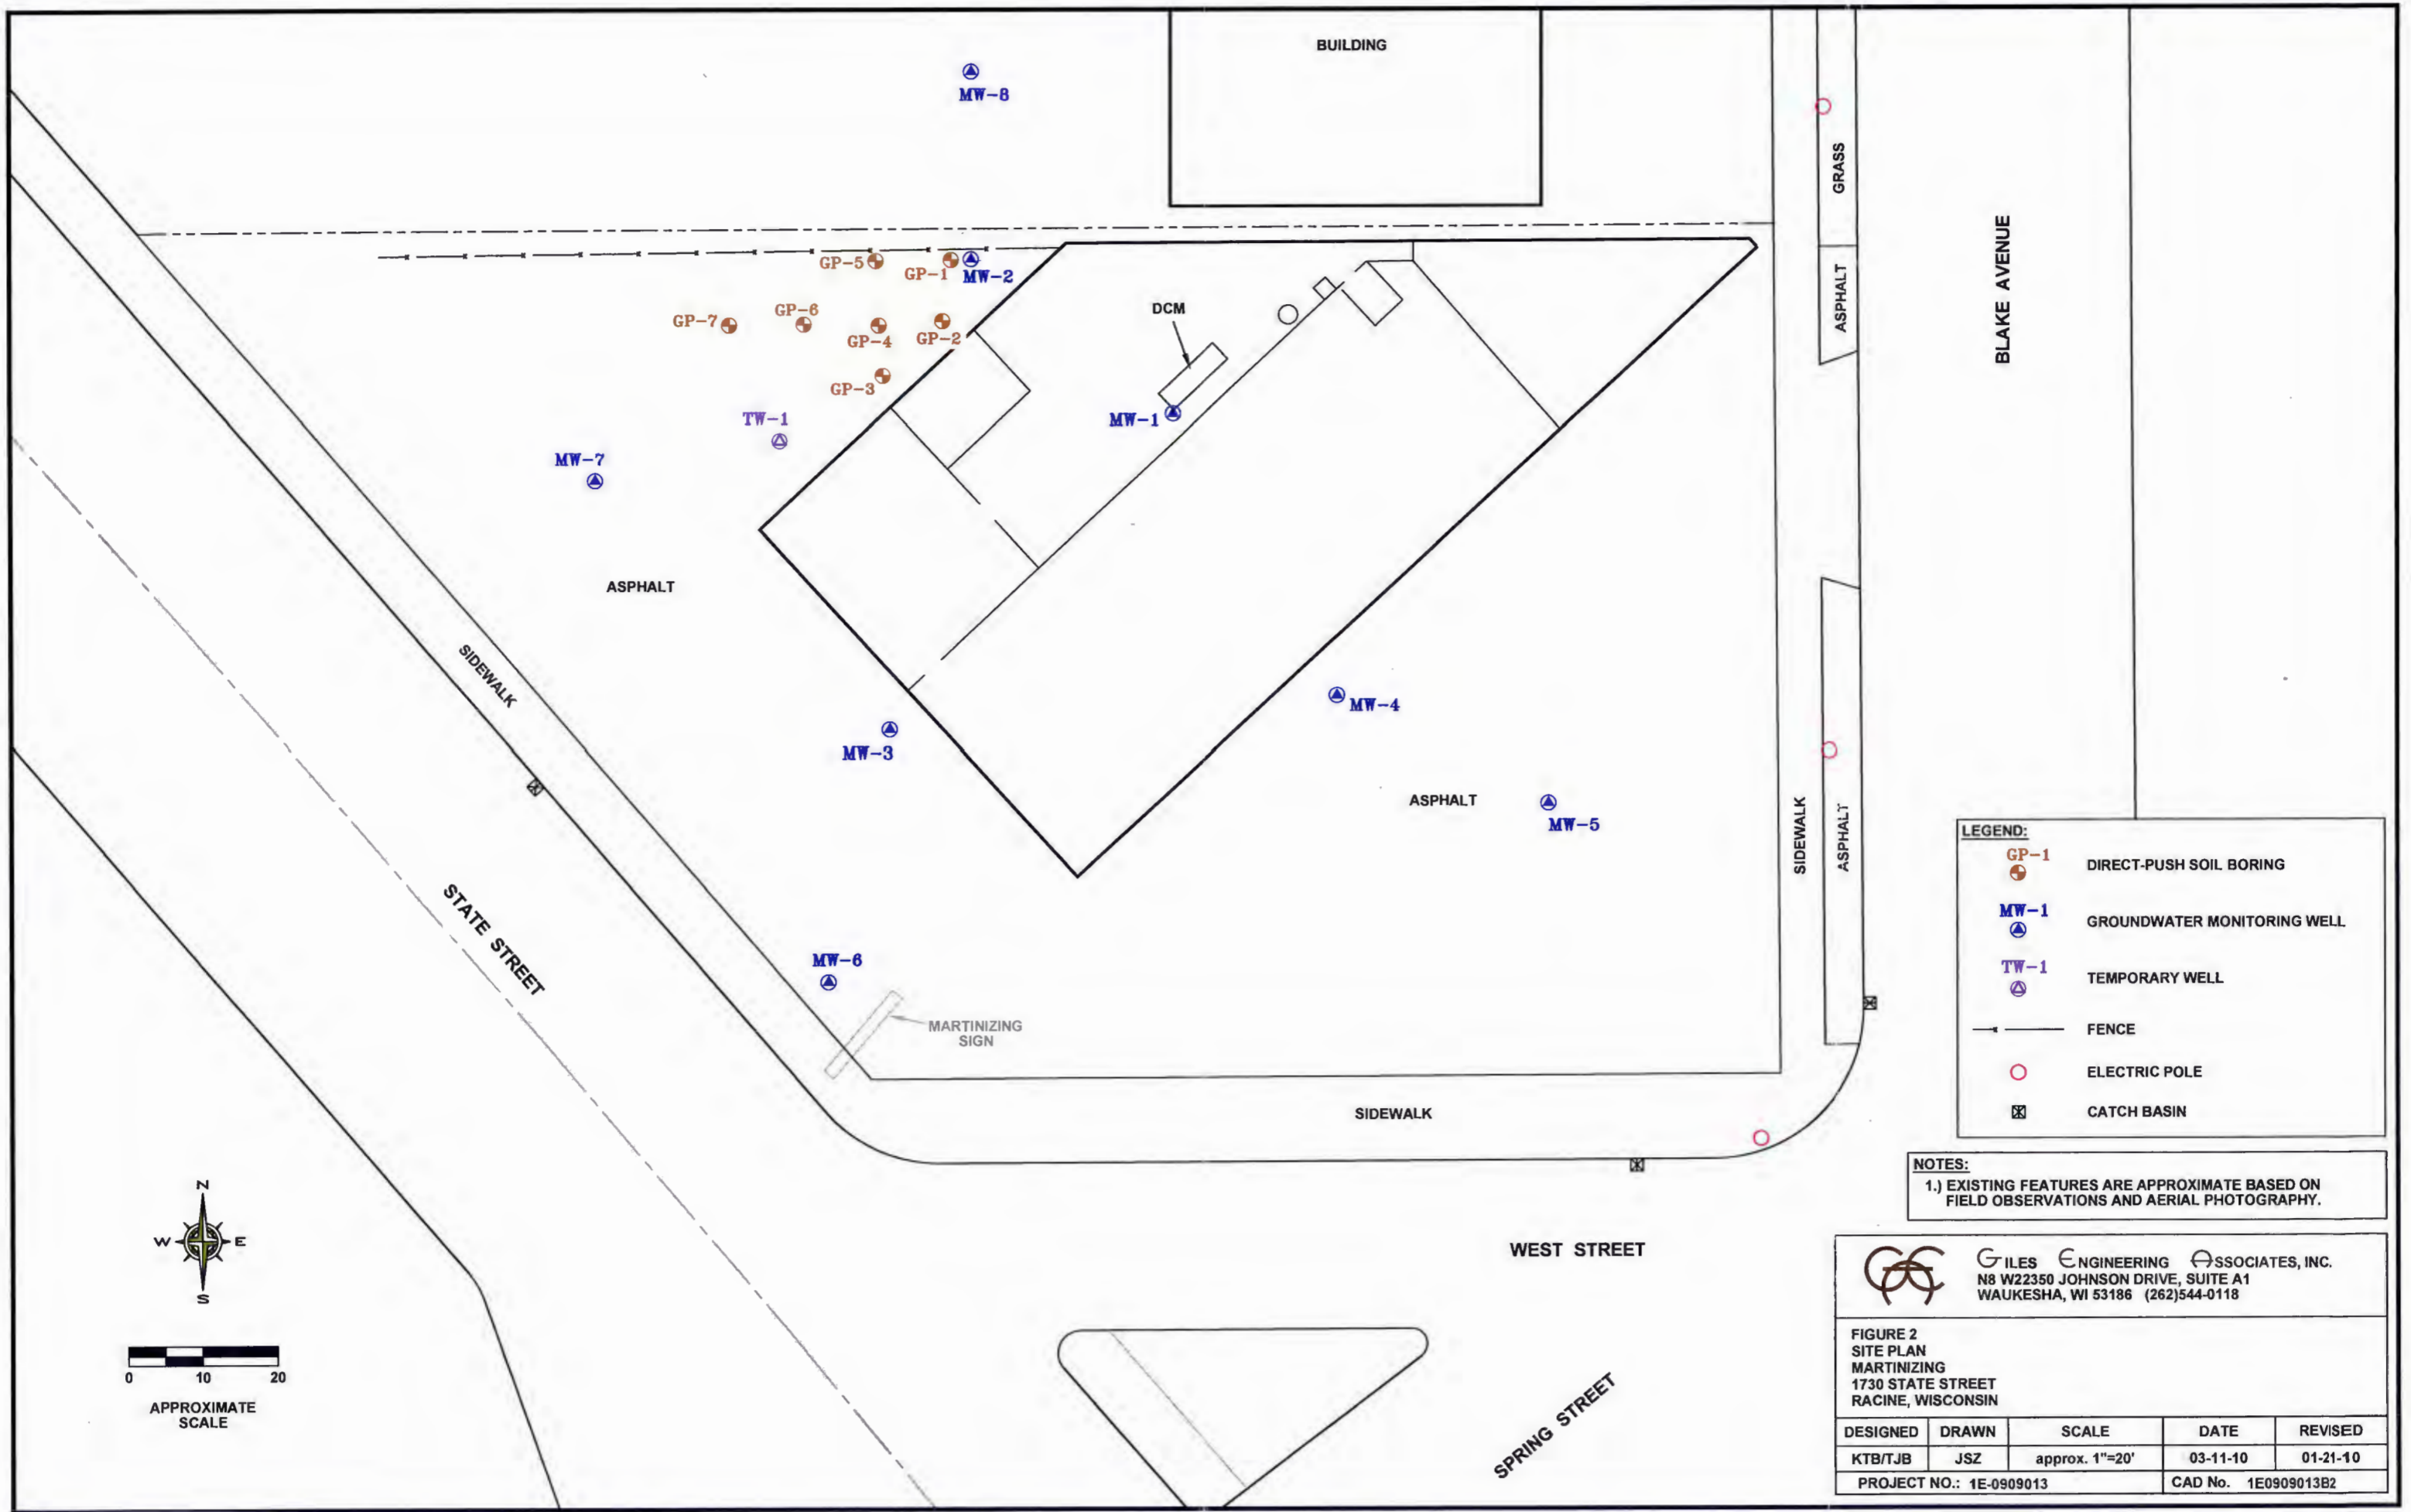 BUILDING
MW-8
GRASS
BLAKE AVENUE
ASPHALT
GP-5
GP-1
MW-2
GP-7
GP-6
GP-4
GP-2
GP-3
DCM
MW-1
TW-1
MW-7
ASPHALT
SIDEWALK
MW-4
MW-3
ASPHALT
MW-5
SIDEWALK
ASPHALT
STATE STREET
MW-6
MARTINIZING
SIGN
SIDEWALK
WEST STREET
SPRING STREET
N
W
E
S
0 10 20
APPROXIMATE
SCALE
LEGEND:
GP-1
DIRECT-PUSH SOIL BORING
MW-1
GROUNDWATER MONITORING WELL
TW-1
TEMPORARY WELL
FENCE
ELECTRIC POLE
CATCH BASIN
NOTES:
1.) EXISTING FEATURES ARE APPROXIMATE BASED ON
FIELD OBSERVATIONS AND AERIAL PHOTOGRAPHY.
GILES ENGINEERING ASSOCIATES, INC.
N8 W22350 JOHNSON DRIVE, SUITE A1
WAUKESHA, WI 53186 (262)544-0118
FIGURE 2
SITE PLAN
MARTINIZING
1730 STATE STREET
RACINE, WISCONSIN
DESIGNED DRAWN SCALE DATE REVISED
KTB/TJB JSZ approx. 1"=20' 03-11-10 01-21-10
PROJECT NO.: 1E-0909013 CAD No. 1E0909013B2